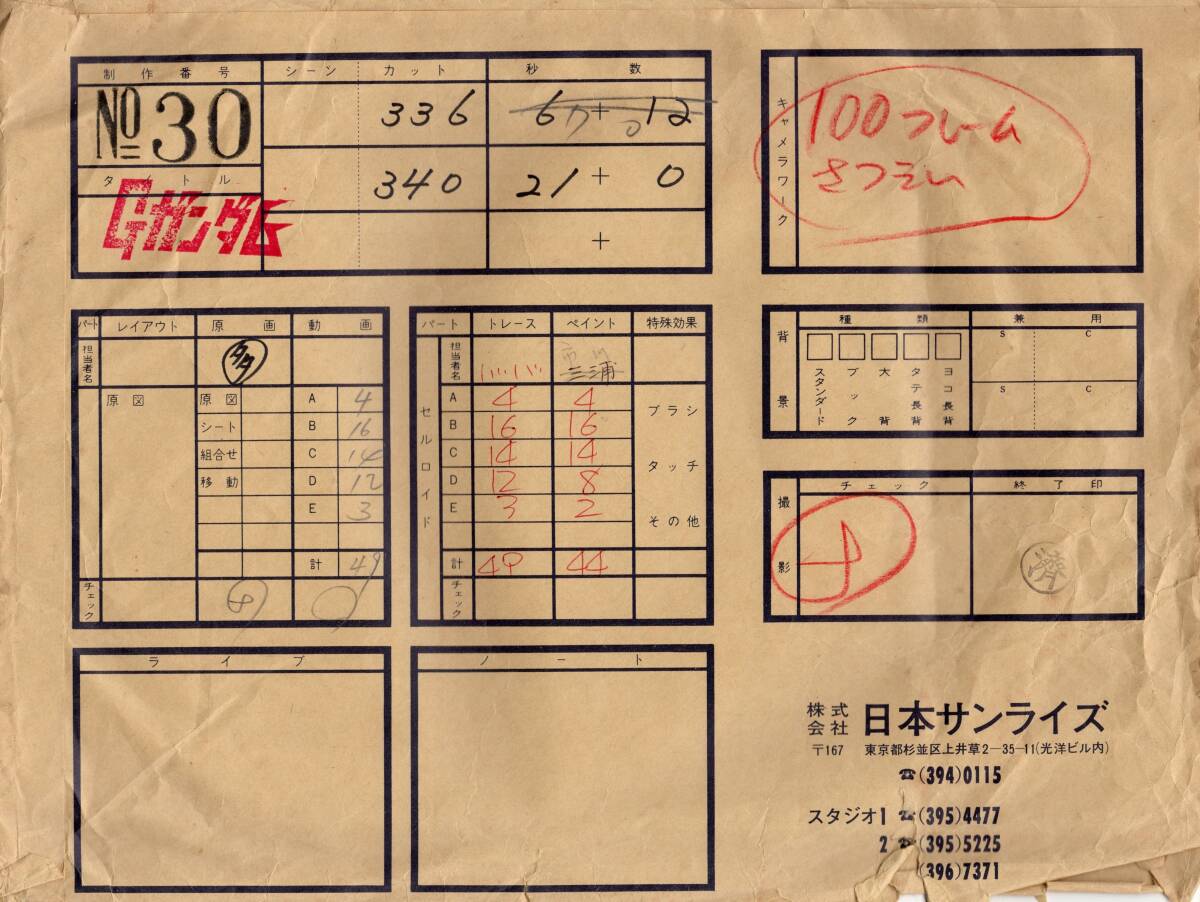 制作番号 シーン カット 秒数
No 30 336 6 + 12
タイトル 340 21 + 0
Gガンダム +
キャメラワーク
100フレーム
さつえい
パート レイアウト 原画 動画
担当者名
原図 原図 A 4
シート B 16
組合せ C 14
移動 D 12
E 3
計 49
チェック
パート トレース ペイント 特殊効果
担当者名 三浦
セルロイド
A 4 4 ブラシ
B 16 16
C 14 14 タッチ
D 12 8
E 3 2 その他
計 49 44
チェック
背景
種類 兼用
S C
スタンダード ブック 大背 タテ長背 ヨコ長背
S C
撮影
チェック 終了印
済
ライブ
ノート
株式会社 日本サンライズ
〒167 東京都杉並区上井草2-35-11(光洋ビル内)
☎(394)0115
スタジオ1 ☎(395)4477
2 ☎(395)5225
(396)7371